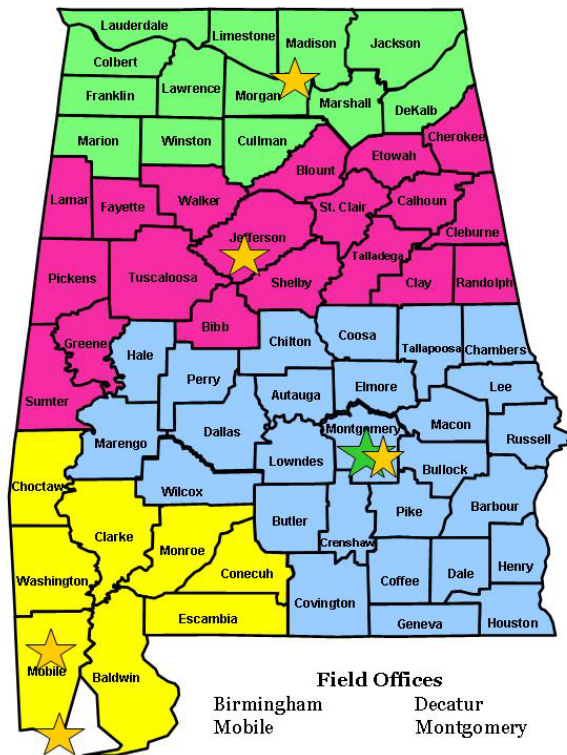 Lauderdale
Limestone
Madison
Jackson
Colbert
Lawrence
Franklin
Morgan
Marshall
DeKalb
Marion
Winston
Cullman
Cherokee
Etowah
Blount
Lamar
Fayette
Walker
St. Clair
Calhoun
Jefferson
Cleburne
Pickens
Tuscaloosa
Talladega
Shelby
Clay
Randolph
Bibb
Greene
Hale
Chilton
Coosa
Tallapoosa
Chambers
Perry
Sumter
Autauga
Elmore
Lee
Marengo
Dallas
Montgomery
Macon
Russell
Lowndes
Bullock
Choctaw
Wilcox
Barbour
Clarke
Butler
Pike
Crenshaw
Monroe
Washington
Conecuh
Coffee
Dale
Henry
Covington
Escambia
Geneva
Houston
Mobile
Baldwin
Field Offices
Birmingham Decatur
Mobile Montgomery